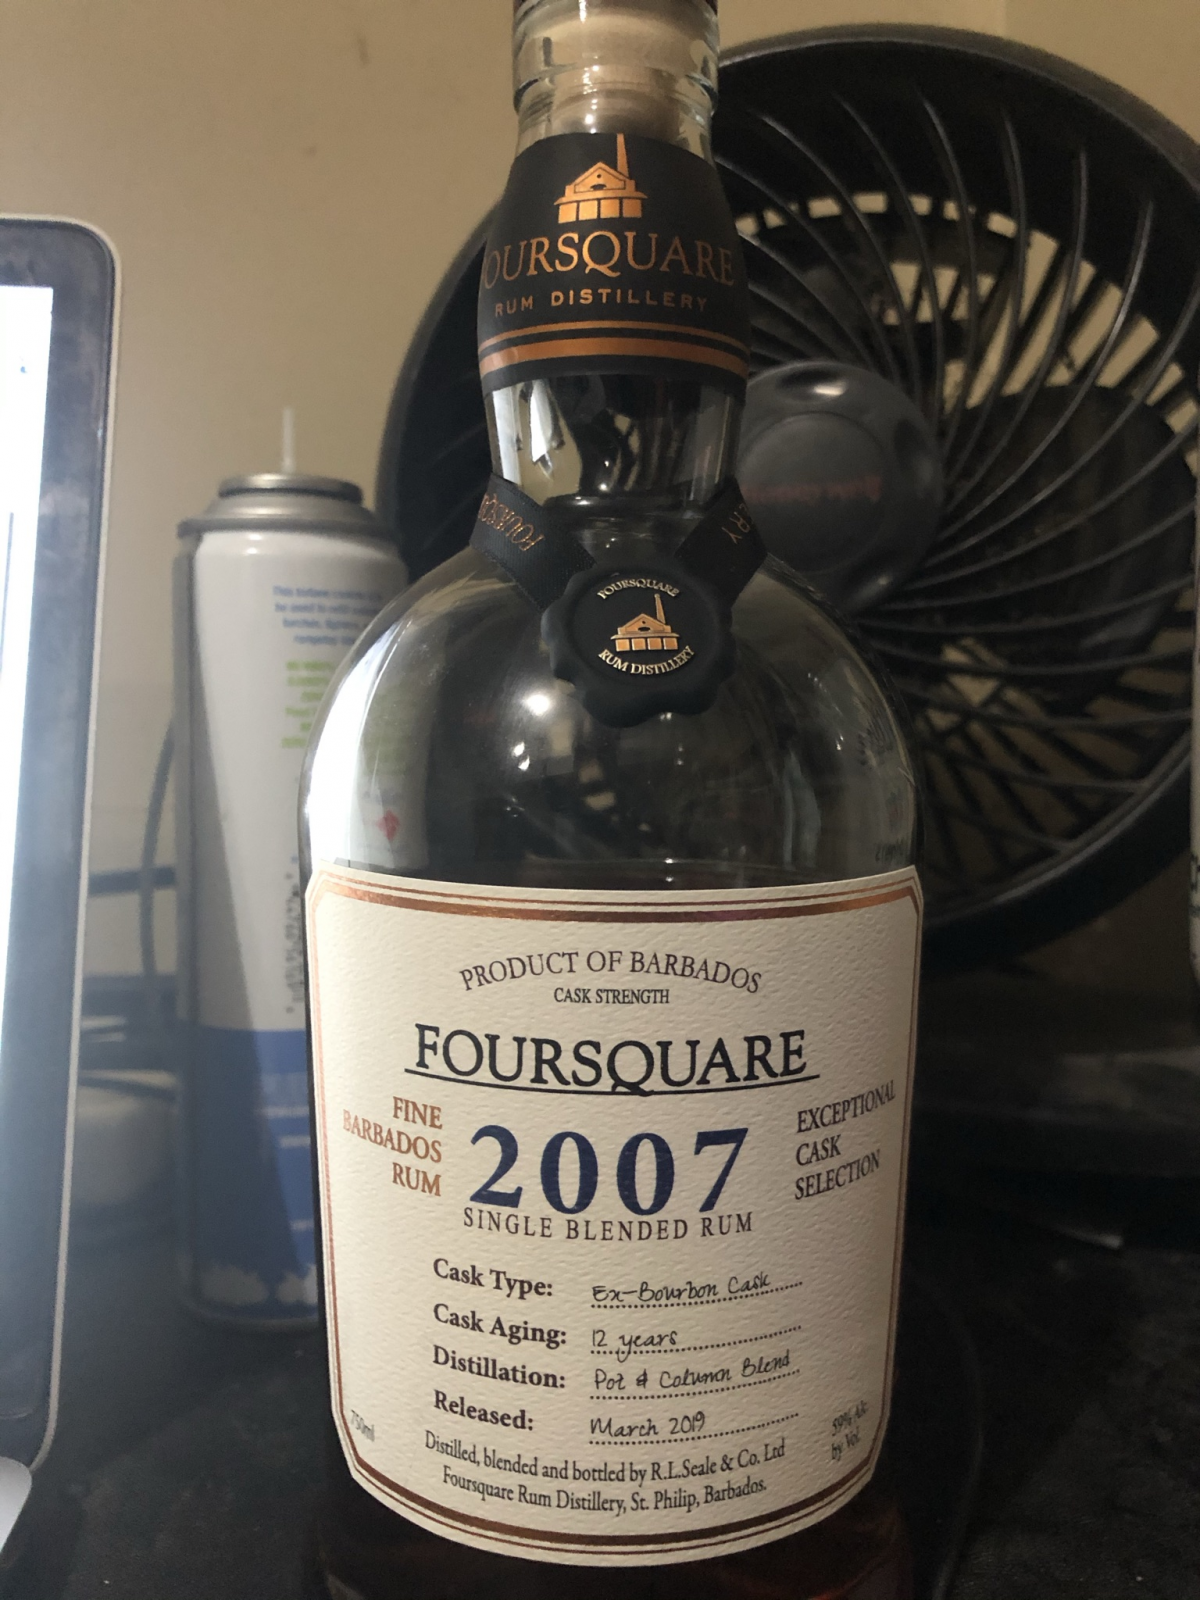 FOURSQUARE
RUM DISTILLERY
FOURSQUARE
RUM DISTILLERY
PRODUCT OF BARBADOS
CASK STRENGTH
FOURSQUARE
FINE
BARBADOS
RUM
2007
EXCEPTIONAL
CASK
SELECTION
SINGLE BLENDED RUM
Cask Type: Ex-Bourbon Cask
Cask Aging: 12 years
Distillation: Pot & Column Blend
Released: March 2019
750ml
59% Alc
by Vol.
Distilled, blended and bottled by R.L.Seale & Co. Ltd
Foursquare Rum Distillery, St. Philip, Barbados.